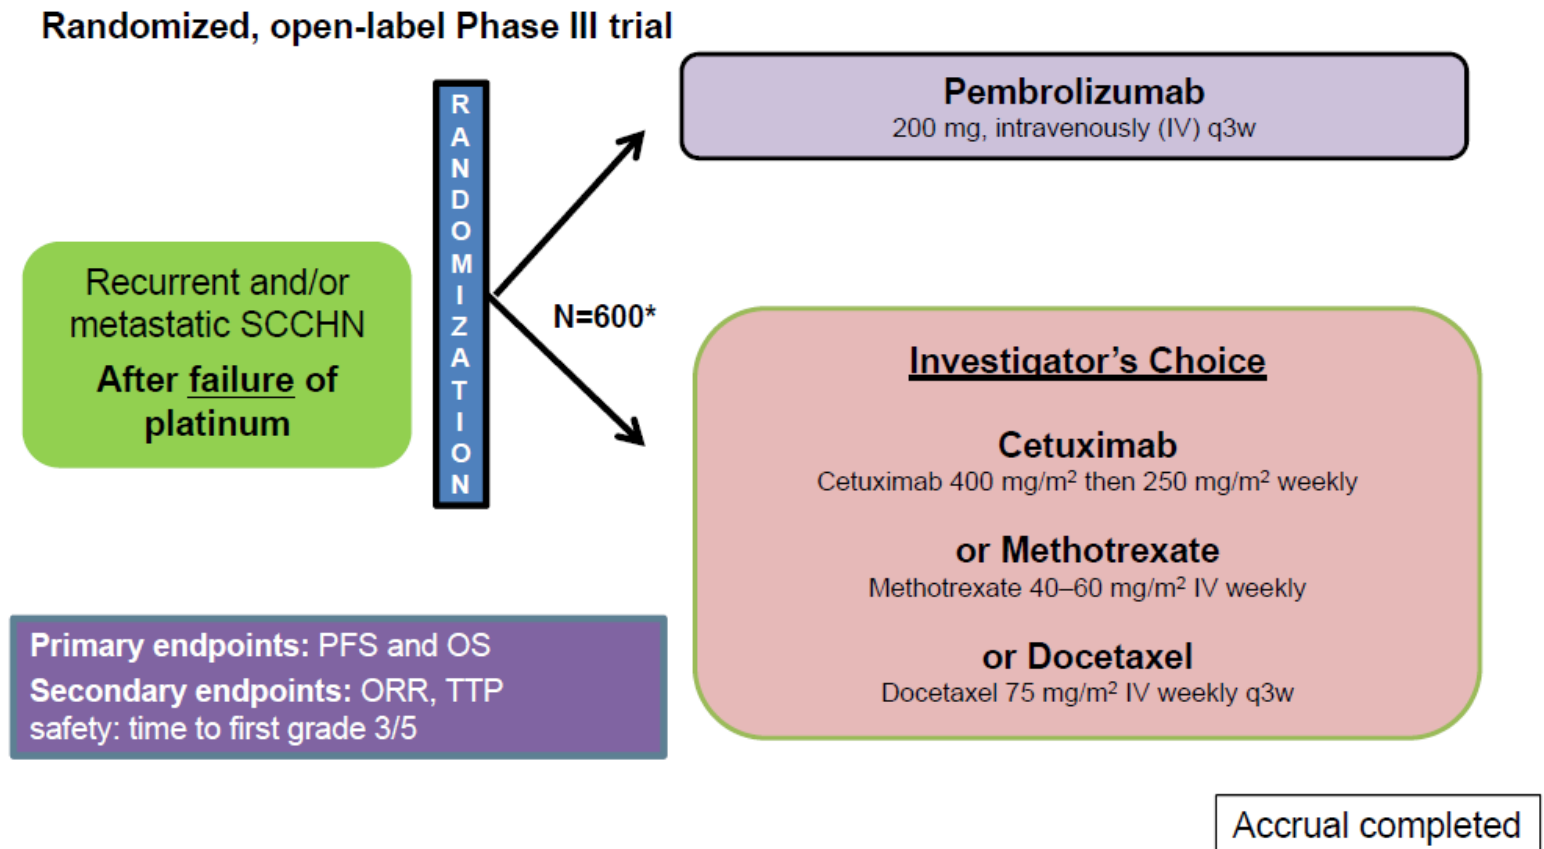 Randomized, open-label Phase III trial
RANDOMIZATION
Pembrolizumab
200 mg, intravenously (IV) q3w
Recurrent and/or
metastatic SCCHN
After failure of
platinum
N=600*
Investigator's Choice
Cetuximab
Cetuximab 400 mg/m² then 250 mg/m² weekly
or Methotrexate
Methotrexate 40–60 mg/m² IV weekly
or Docetaxel
Docetaxel 75 mg/m² IV weekly q3w
Primary endpoints: PFS and OS
Secondary endpoints: ORR, TTP
safety: time to first grade 3/5
Accrual completed